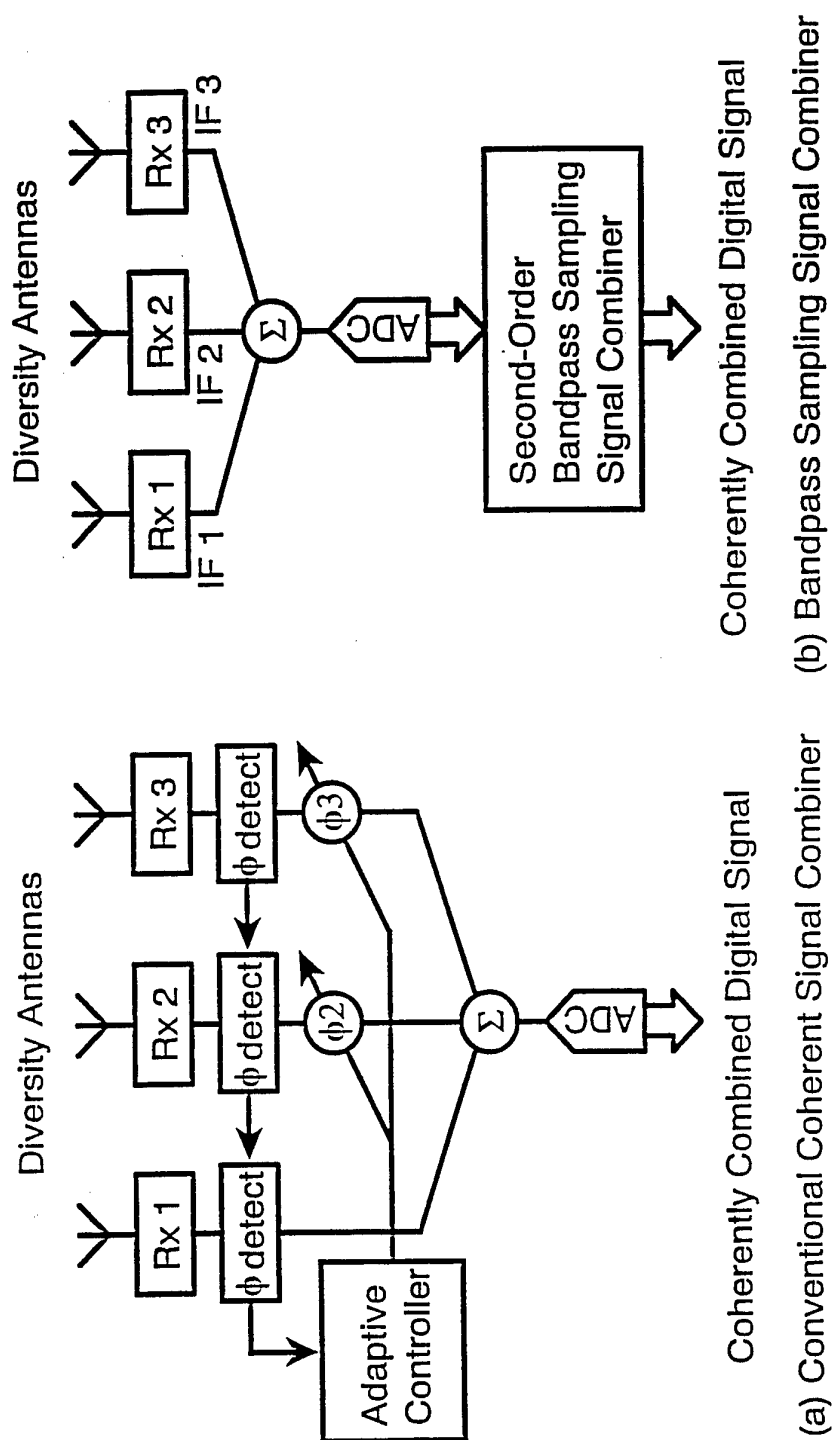 Diversity Antennas
Rx 1
Rx 2
Rx 3
ϕ detect
ϕ detect
ϕ detect
ϕ2
ϕ3
Adaptive
Controller
Σ
ADC
Coherently Combined Digital Signal
(a) Conventional Coherent Signal Combiner
Diversity Antennas
Rx 1
Rx 2
Rx 3
IF 1
IF 2
IF 3
Σ
ADC
Second-Order
Bandpass Sampling
Signal Combiner
Coherently Combined Digital Signal
(b) Bandpass Sampling Signal Combiner